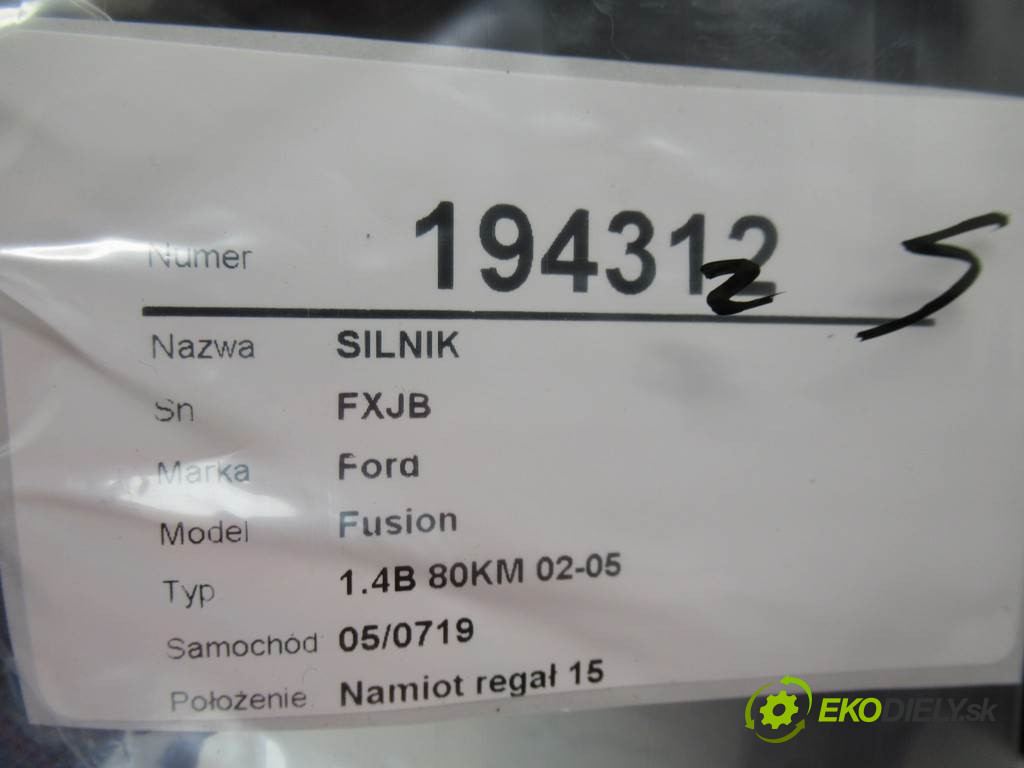 Numer 194312 5
2
Nazwa SILNIK
Sn FXJB
Marka Ford
Model Fusion
Typ 1.4B 80KM 02-05
Samochód 05/0719
Położenie Namiot regał 15
EKODIELY.sk